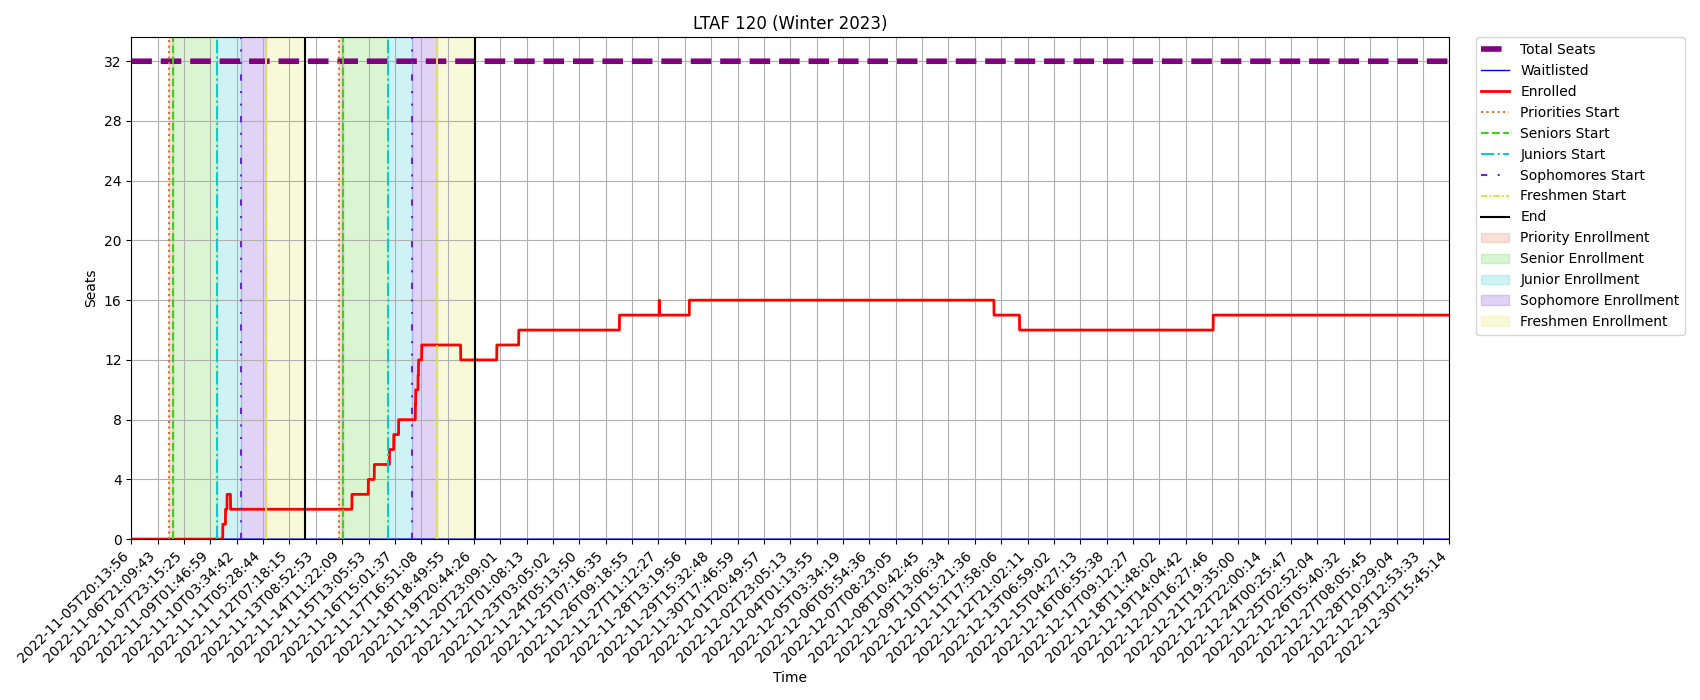 LTAF 120 (Winter 2023)
Seats
32
28
24
20
16
12
8
4
0
2022-11-05T20:13:56
2022-11-06T21:09:43
2022-11-07T23:15:25
2022-11-09T01:46:59
2022-11-10T03:34:42
2022-11-11T05:28:44
2022-11-12T07:18:15
2022-11-13T08:52:53
2022-11-14T11:22:09
2022-11-15T13:05:53
2022-11-16T15:01:37
2022-11-17T16:51:08
2022-11-18T18:49:55
2022-11-19T20:44:26
2022-11-20T23:09:01
2022-11-22T01:08:13
2022-11-23T03:05:02
2022-11-24T05:13:50
2022-11-25T07:16:35
2022-11-26T09:18:55
2022-11-27T11:12:27
2022-11-28T13:19:56
2022-11-29T15:32:48
2022-11-30T17:46:59
2022-12-01T20:49:57
2022-12-02T23:05:13
2022-12-04T01:13:55
2022-12-05T03:34:19
2022-12-06T05:54:36
2022-12-07T08:23:05
2022-12-08T10:42:45
2022-12-09T13:06:34
2022-12-10T15:21:36
2022-12-11T17:58:06
2022-12-12T21:02:11
2022-12-13T06:59:02
2022-12-15T04:27:13
2022-12-16T06:55:38
2022-12-17T09:12:27
2022-12-18T11:48:02
2022-12-19T14:04:42
2022-12-20T16:27:46
2022-12-21T19:35:00
2022-12-22T22:00:14
2022-12-24T00:25:47
2022-12-25T02:52:04
2022-12-26T05:40:32
2022-12-27T08:05:45
2022-12-28T10:29:04
2022-12-29T12:53:33
2022-12-30T15:45:14
Time
Total Seats
Waitlisted
Enrolled
Priorities Start
Seniors Start
Juniors Start
Sophomores Start
Freshmen Start
End
Priority Enrollment
Senior Enrollment
Junior Enrollment
Sophomore Enrollment
Freshmen Enrollment